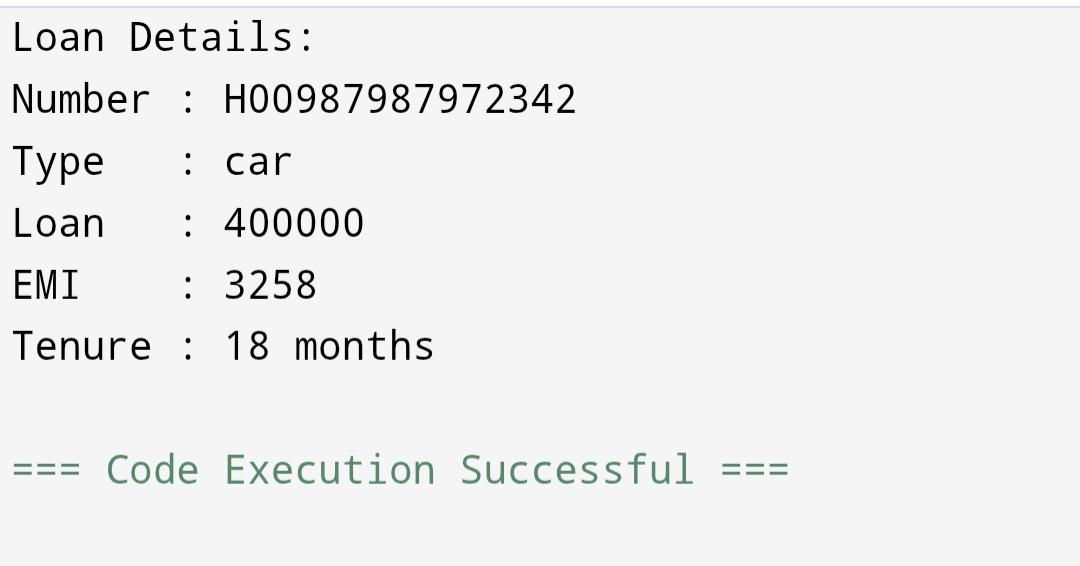 Loan Details:
Number : H00987987972342
Type   : car
Loan   : 400000
EMI    : 3258
Tenure : 18 months
=== Code Execution Successful ===